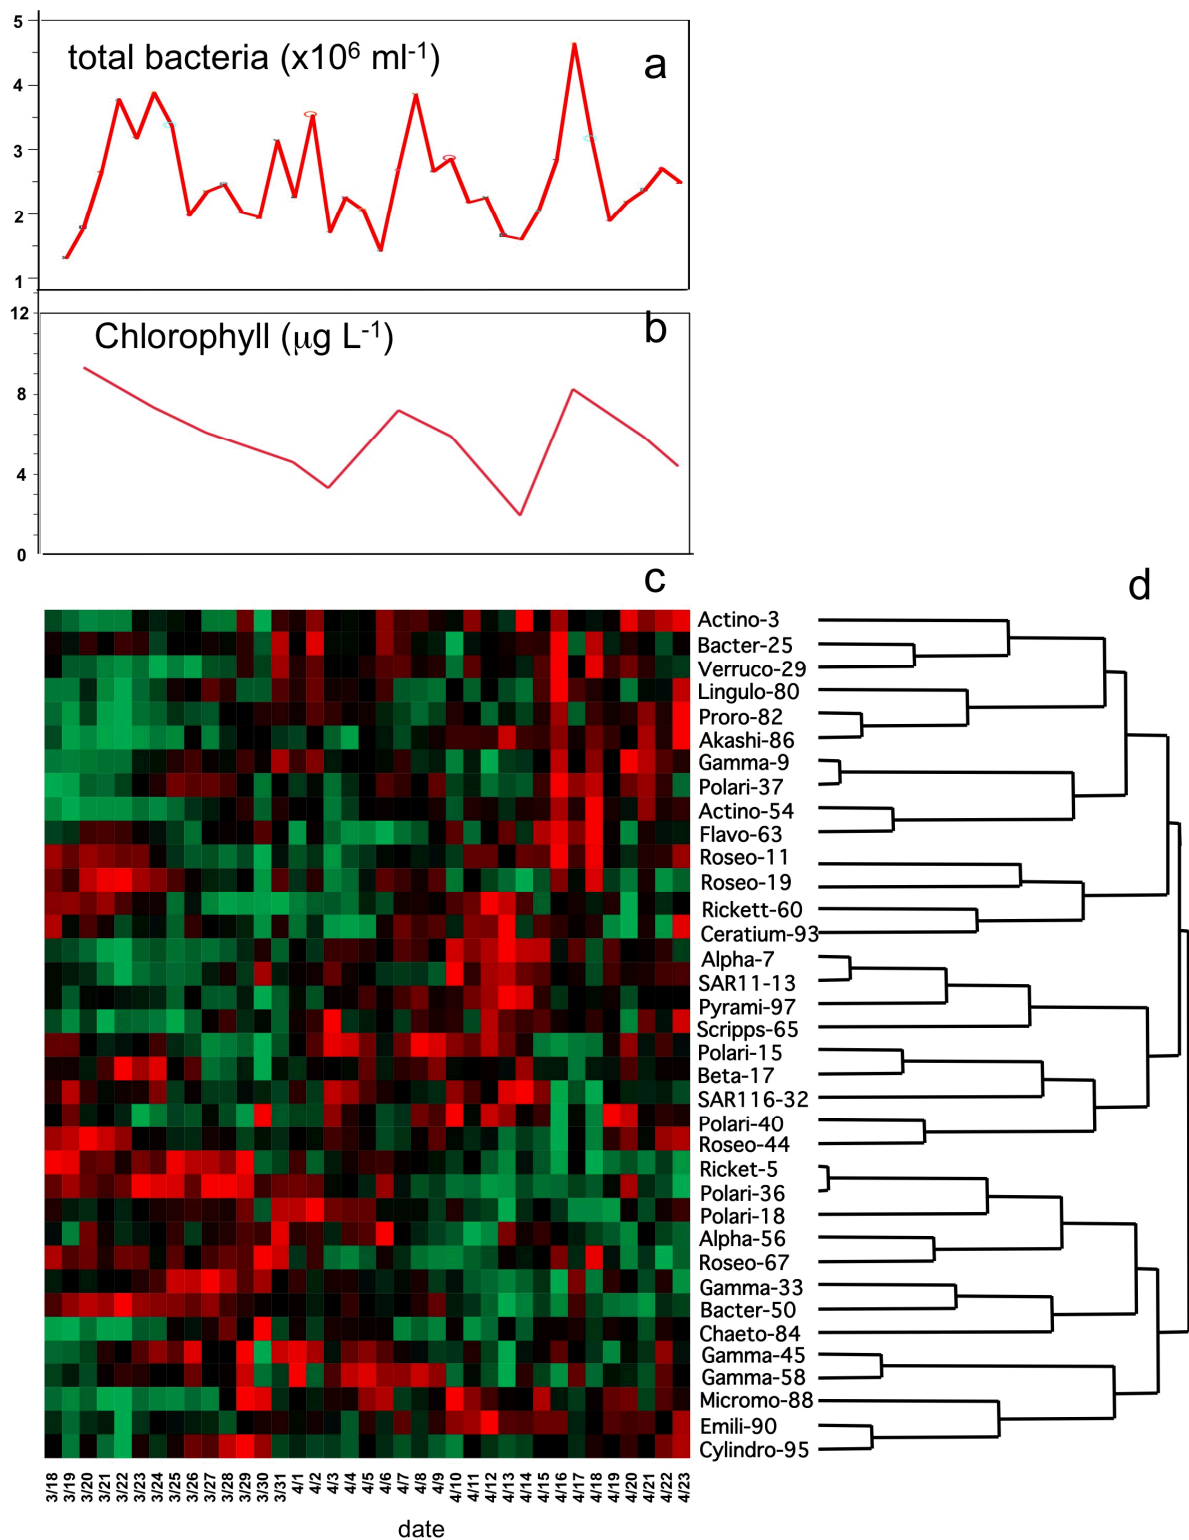 5
total bacteria (x10⁶ ml⁻¹)
a
4
3
2
1
12
Chlorophyll (μg L⁻¹)
b
8
4
0
c
d
Actino-3
Bacter-25
Verruco-29
Lingulo-80
Proro-82
Akashi-86
Gamma-9
Polari-37
Actino-54
Flavo-63
Roseo-11
Roseo-19
Rickett-60
Ceratium-93
Alpha-7
SAR11-13
Pyrami-97
Scripps-65
Polari-15
Beta-17
SAR116-32
Polari-40
Roseo-44
Ricket-5
Polari-36
Polari-18
Alpha-56
Roseo-67
Gamma-33
Bacter-50
Chaeto-84
Gamma-45
Gamma-58
Micromo-88
Emili-90
Cylindro-95
3/18 3/19 3/20 3/21 3/22 3/23 3/24 3/25 3/26 3/27 3/28 3/29 3/30 3/31 4/1 4/2 4/3 4/4 4/5 4/6 4/7 4/8 4/9 4/10 4/11 4/12 4/13 4/14 4/15 4/16 4/17 4/18 4/19 4/20 4/21 4/22 4/23
date